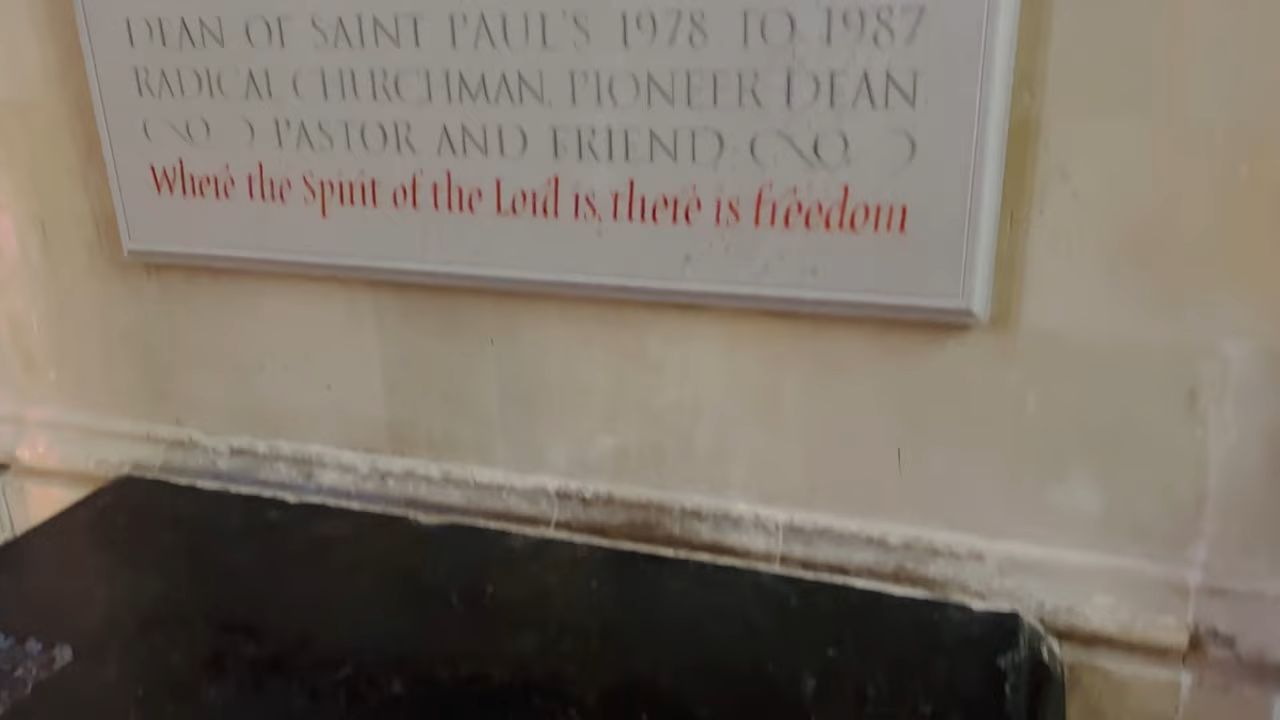 DEAN OF SAINT PAUL'S 1978 TO 1987
RADICAL CHURCHMAN, PIONEER DEAN
PASTOR AND FRIEND
Where the Spirit of the Lord is, there is freedom